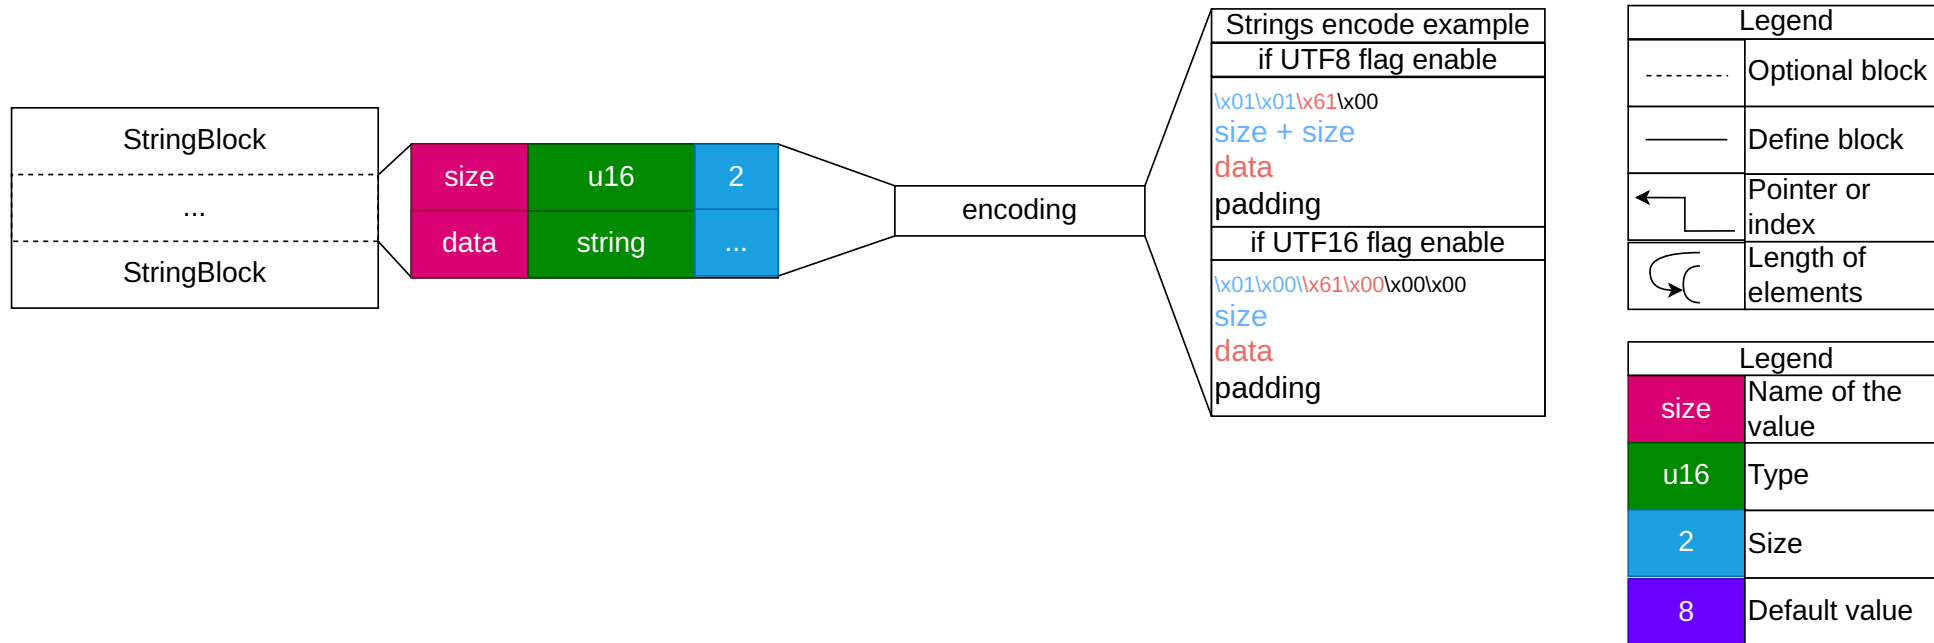 StringBlock
...
StringBlock
size
u16
2
data
string
...
encoding
Strings encode example
if UTF8 flag enable
\x01\x01\x61\x00
size + size
data
padding
if UTF16 flag enable
\x01\x00\\x61\x00\x00\x00
size
data
padding
Legend
Optional block
Define block
Pointer or
index
Length of
elements
Legend
size
Name of the
value
u16
Type
2
Size
8
Default value